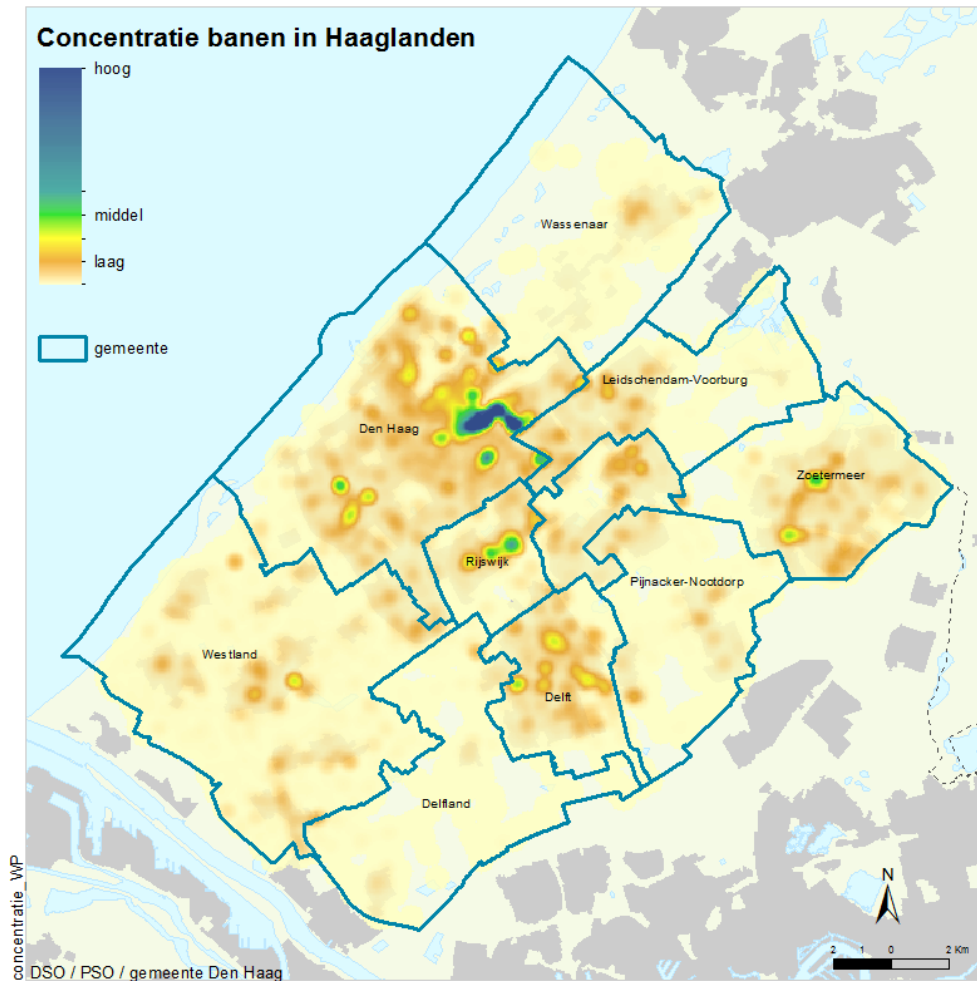 Concentratie banen in Haaglanden
hoog
middel
laag
gemeente
Wassenaar
Leidschendam-Voorburg
Den Haag
Zoetermeer
Rijswijk
Pijnacker-Nootdorp
Westland
Delft
Delfland
N
2 1 0 2 Km
concentratie_WP
DSO / PSO / gemeente Den Haag